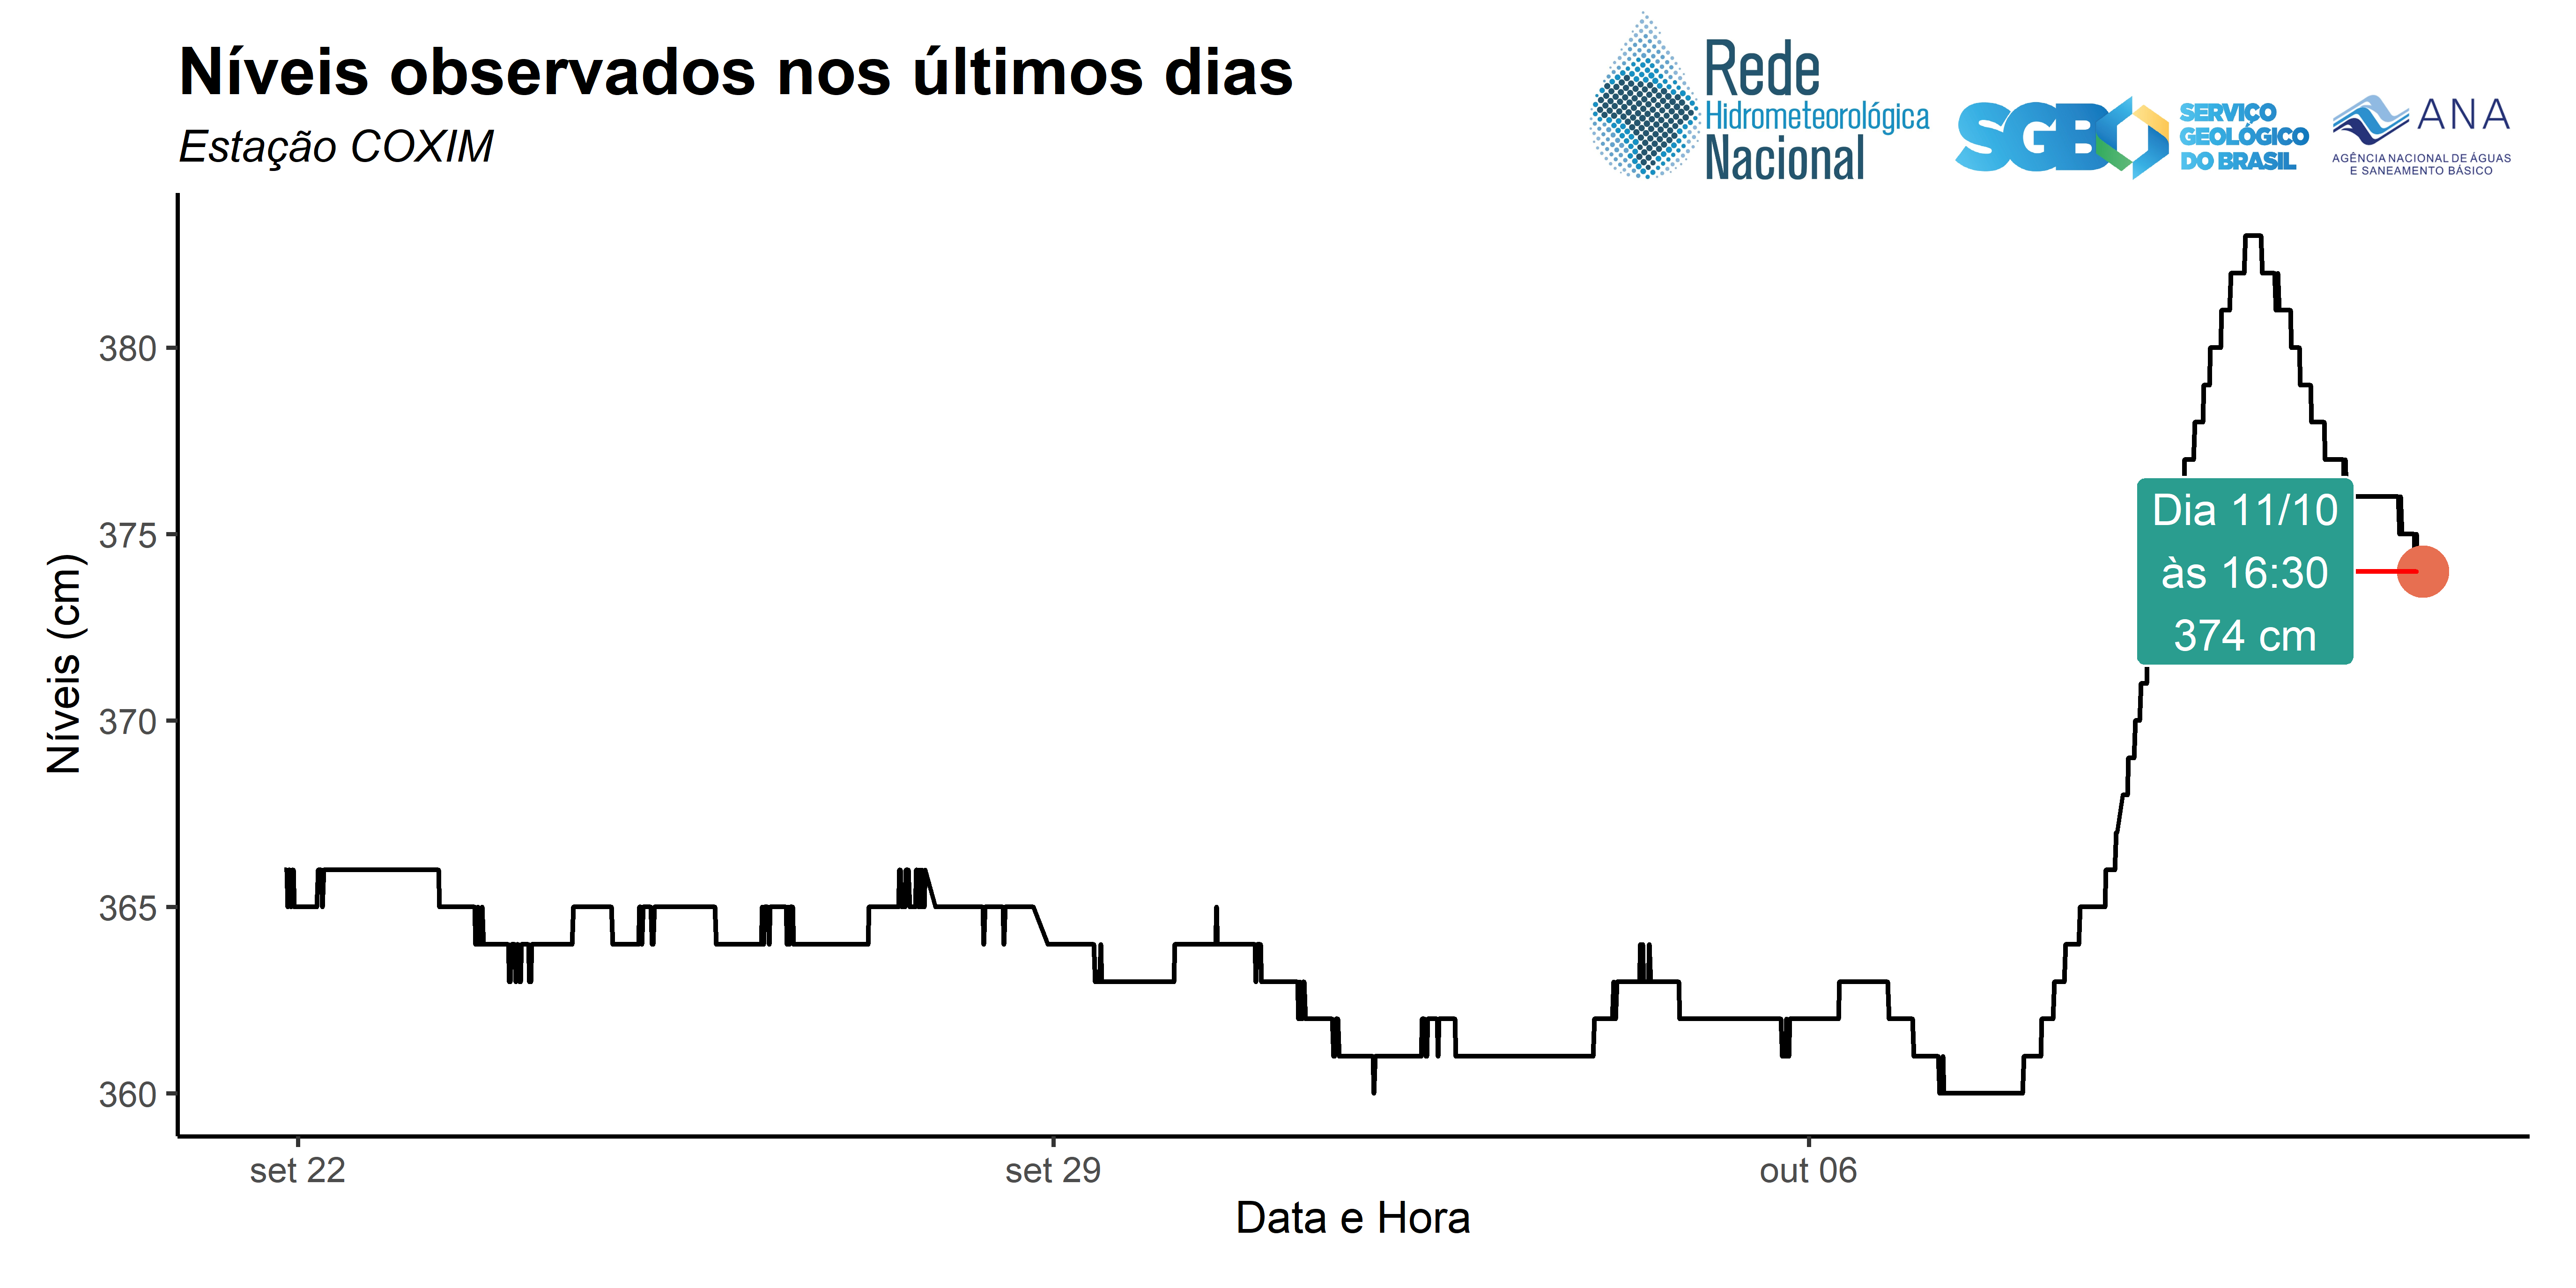 Níveis observados nos últimos dias
Estação COXIM
Rede
Hidrometeorológica
Nacional
SGB
SERVIÇO
GEOLÓGICO
DO BRASIL
ANA
AGÊNCIA NACIONAL DE ÁGUAS
E SANEAMENTO BÁSICO
Níveis (cm)
380
375
370
365
360
Dia 11/10
às 16:30
374 cm
set 22
set 29
out 06
Data e Hora